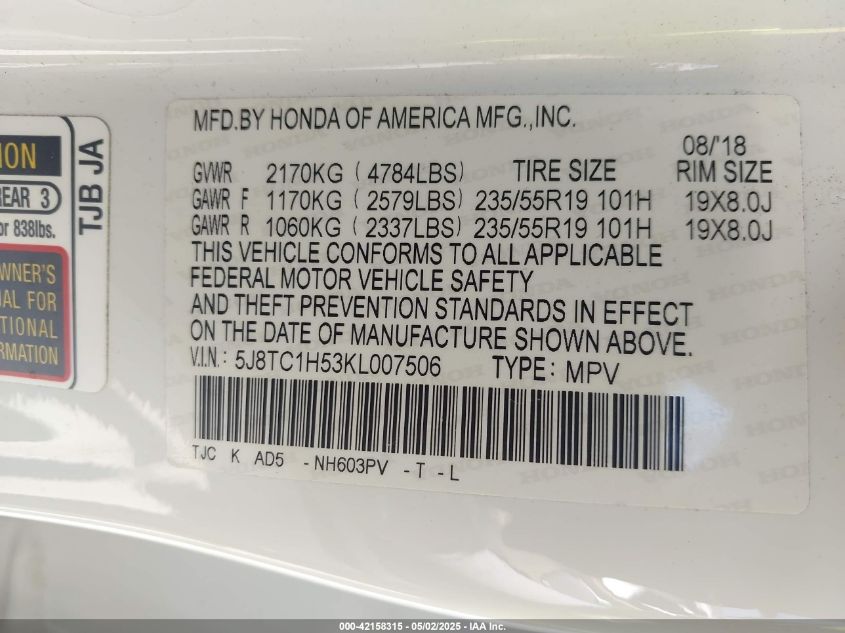 MFD.BY HONDA OF AMERICA MFG.,INC.
08/'18
GVWR 2170KG (4784LBS) TIRE SIZE RIM SIZE
GAWR F 1170KG (2579LBS) 235/55R19 101H 19X8.0J
GAWR R 1060KG (2337LBS) 235/55R19 101H 19X8.0J
THIS VEHICLE CONFORMS TO ALL APPLICABLE
FEDERAL MOTOR VEHICLE SAFETY
AND THEFT PREVENTION STANDARDS IN EFFECT
ON THE DATE OF MANUFACTURE SHOWN ABOVE.
V.I.N.: 5J8TC1H53KL007506 TYPE: MPV
TJC K AD5 -NH603PV -T -L
ION
REAR 3
or 838lbs.
WNER'S
AL FOR
TIONAL
RMATION
TJB JA
000-42158315 - 05/02/2025 - IAA Inc.